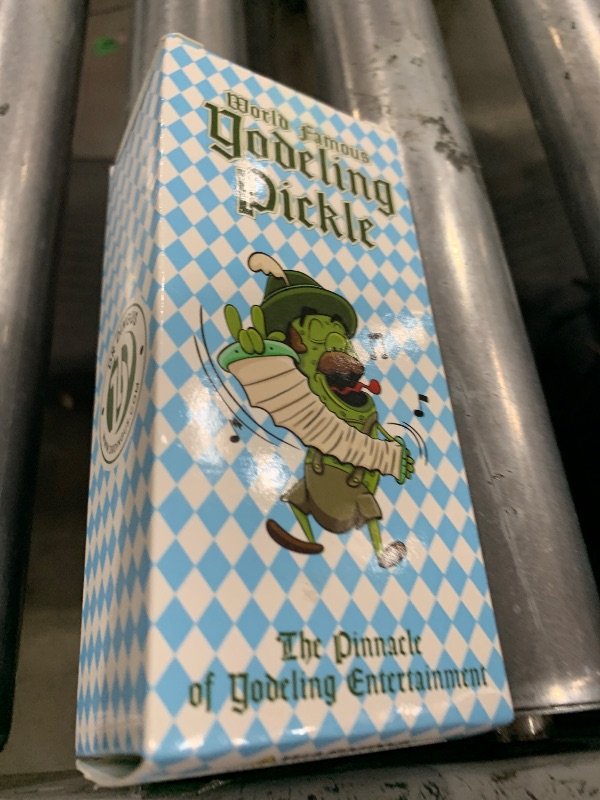 World Famous
Yodeling
Pickle
The Pinnacle
of Yodeling Entertainment